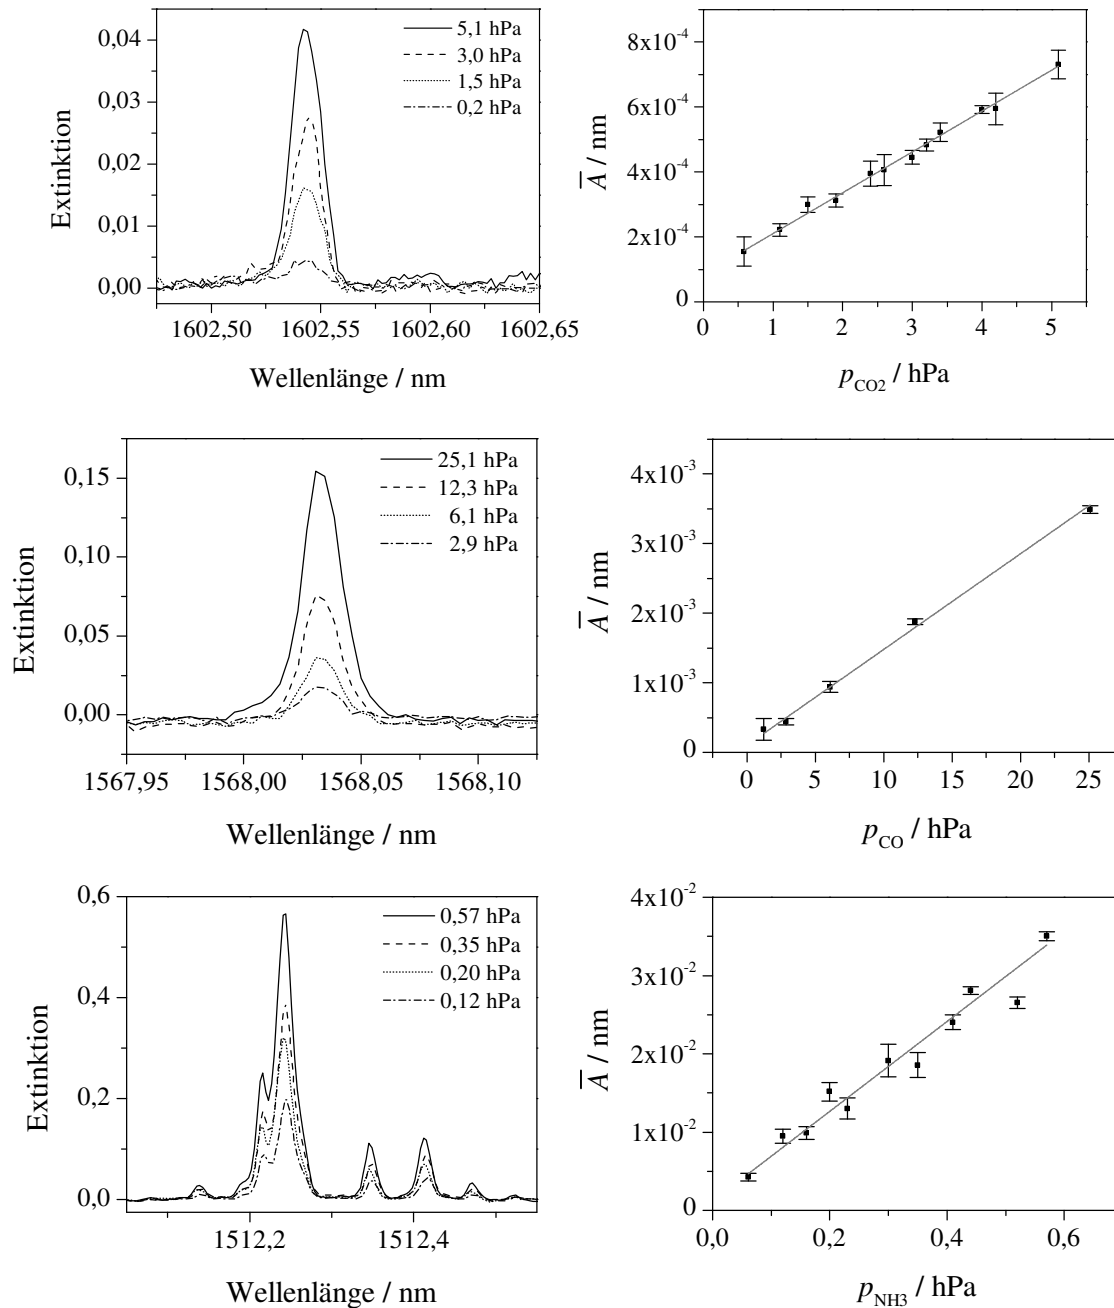 0,04
0,03
0,02
0,01
0,00
Extinktion
5,1 hPa
3,0 hPa
1,5 hPa
0,2 hPa
1602,50 1602,55 1602,60 1602,65
Wellenlänge / nm
8x10⁻⁴
6x10⁻⁴
4x10⁻⁴
2x10⁻⁴
0
A̅ / nm
0 1 2 3 4 5
p_CO2 / hPa
0,15
0,10
0,05
0,00
Extinktion
25,1 hPa
12,3 hPa
6,1 hPa
2,9 hPa
1567,95 1568,00 1568,05 1568,10
Wellenlänge / nm
4x10⁻³
3x10⁻³
2x10⁻³
1x10⁻³
0
A̅ / nm
0 5 10 15 20 25
p_CO / hPa
0,6
0,4
0,2
0,0
Extinktion
0,57 hPa
0,35 hPa
0,20 hPa
0,12 hPa
1512,2 1512,4
Wellenlänge / nm
4x10⁻²
3x10⁻²
2x10⁻²
1x10⁻²
0
A̅ / nm
0,0 0,2 0,4 0,6
p_NH3 / hPa